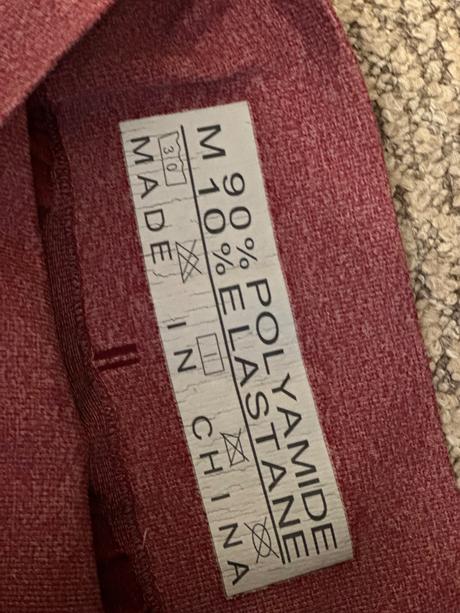 90% POLYAMIDE
M 10% ELASTANE
30
MADE IN CHINA